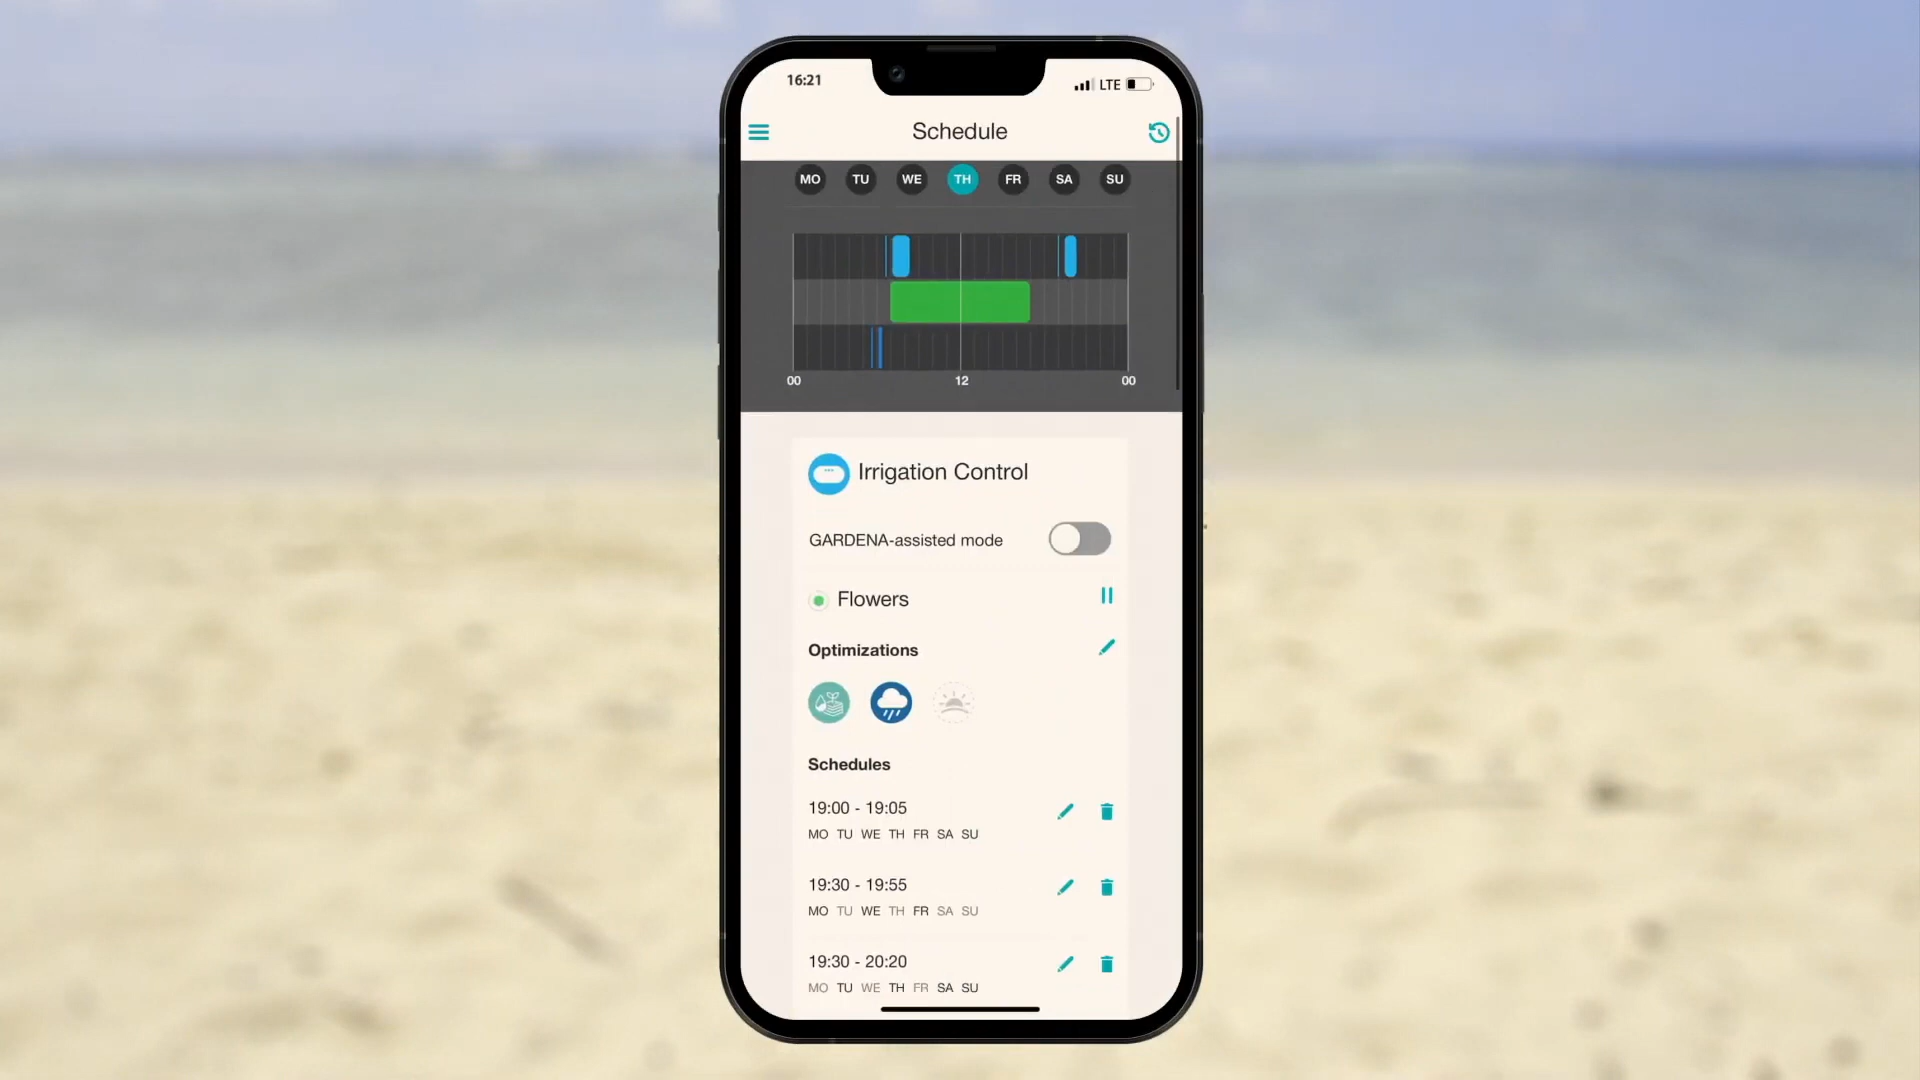 16:21
LTE
Schedule
MO TU WE TH FR SA SU
00 12 00
Irrigation Control
GARDENA-assisted mode
Flowers
Optimizations
Schedules
19:00 - 19:05
MO TU WE TH FR SA SU
19:30 - 19:55
MO TU WE TH FR SA SU
19:30 - 20:20
MO TU WE TH FR SA SU